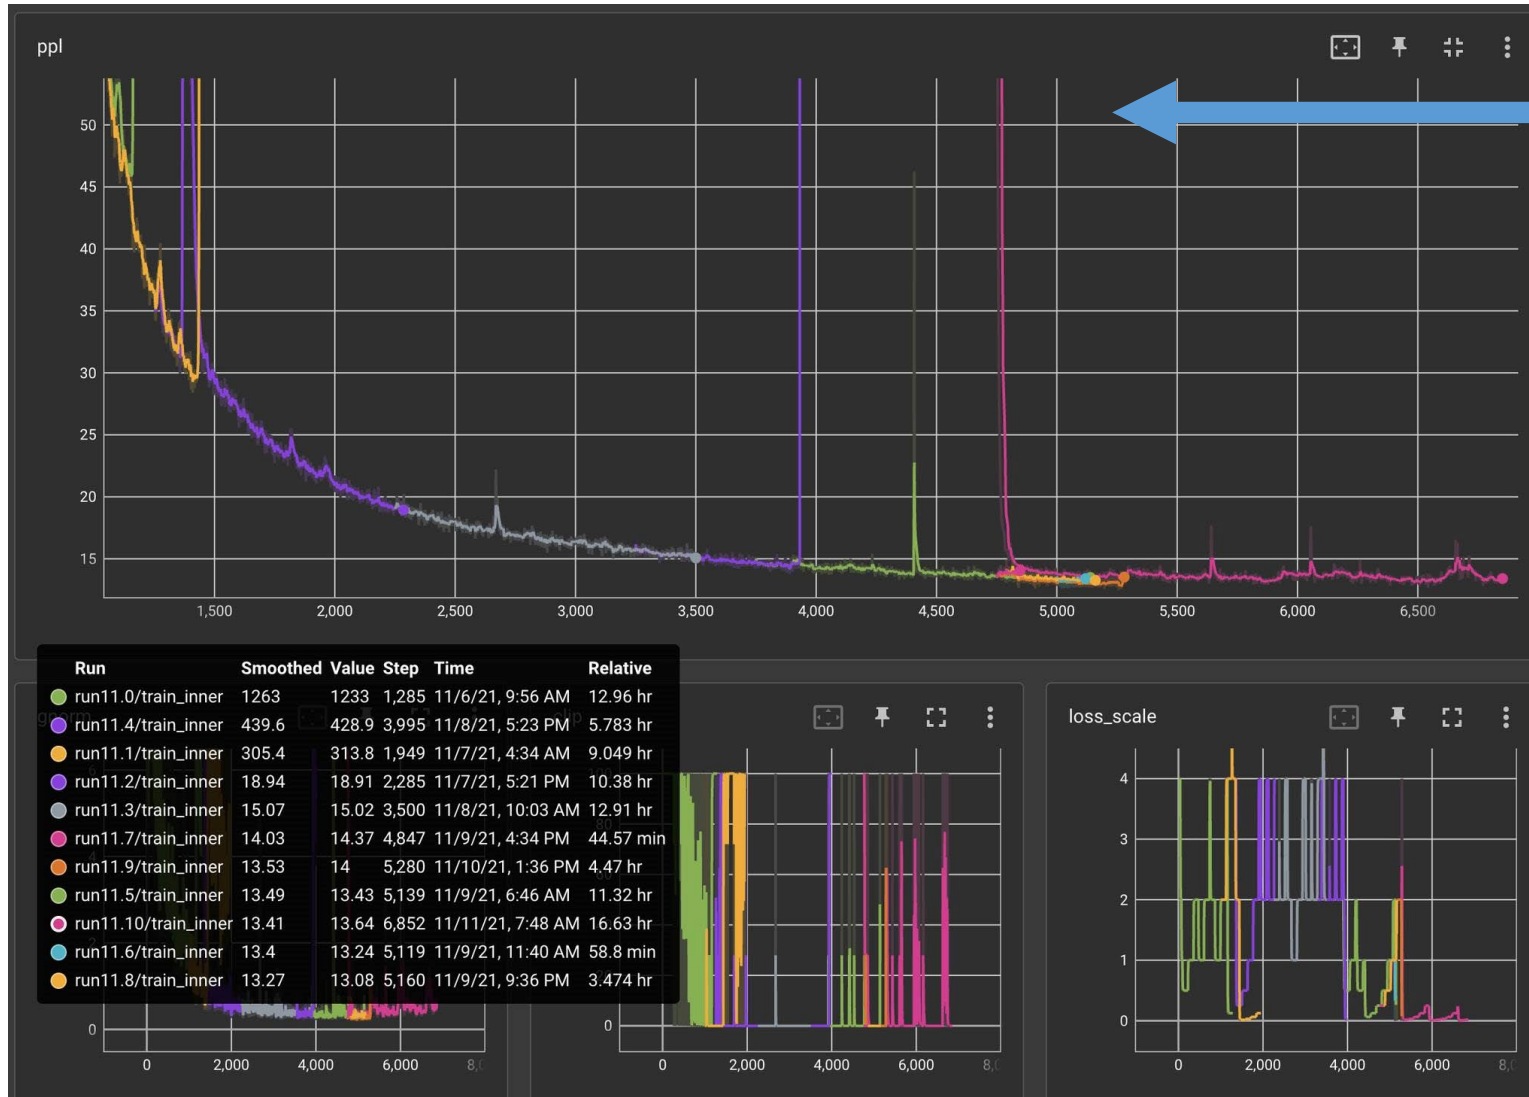 ppl
50
45
40
35
30
25
20
15
1,500 2,000 2,500 3,000 3,500 4,000 4,500 5,000 5,500 6,000 6,500
Run Smoothed Value Step Time Relative
run11.0/train_inner 1263 1233 1,285 11/6/21, 9:56 AM 12.96 hr
run11.4/train_inner 439.6 428.9 3,995 11/8/21, 5:23 PM 5.783 hr
run11.1/train_inner 305.4 313.8 1,949 11/7/21, 4:34 AM 9.049 hr
run11.2/train_inner 18.94 18.91 2,285 11/7/21, 5:21 PM 10.38 hr
run11.3/train_inner 15.07 15.02 3,500 11/8/21, 10:03 AM 12.91 hr
run11.7/train_inner 14.03 14.37 4,847 11/9/21, 4:34 PM 44.57 min
run11.9/train_inner 13.53 14 5,280 11/10/21, 1:36 PM 4.47 hr
run11.5/train_inner 13.49 13.43 5,139 11/9/21, 6:46 AM 11.32 hr
run11.10/train_inner 13.41 13.64 6,852 11/11/21, 7:48 AM 16.63 hr
run11.6/train_inner 13.4 13.24 5,119 11/9/21, 11:40 AM 58.8 min
run11.8/train_inner 13.27 13.08 5,160 11/9/21, 9:36 PM 3.474 hr
0
0 2,000 4,000 6,000
0
0 2,000 4,000 6,000
loss_scale
4
3
2
1
0
0 2,000 4,000 6,000